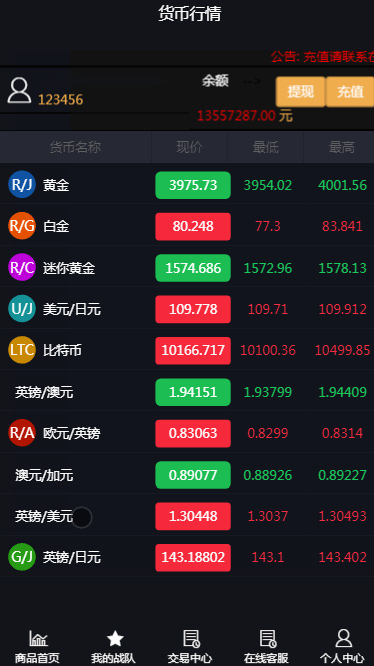 货币行情
公告: 充值请联系在
123456
余额 -->
提现 充值
13557287.00 元
货币名称 现价 最低 最高
R/J 黄金 3975.73 3954.02 4001.56
R/G 白金 80.248 77.3 83.841
R/C 迷你黄金 1574.686 1572.96 1578.13
U/J 美元/日元 109.778 109.71 109.912
LTC 比特币 10166.717 10100.36 10499.85
英镑/澳元 1.94151 1.93799 1.94409
R/A 欧元/英镑 0.83063 0.8299 0.8314
澳元/加元 0.89077 0.88926 0.89227
英镑/美元 1.30448 1.3037 1.30493
G/J 英镑/日元 143.18802 143.1 143.402
商品首页 我的战队 交易中心 在线客服 个人中心